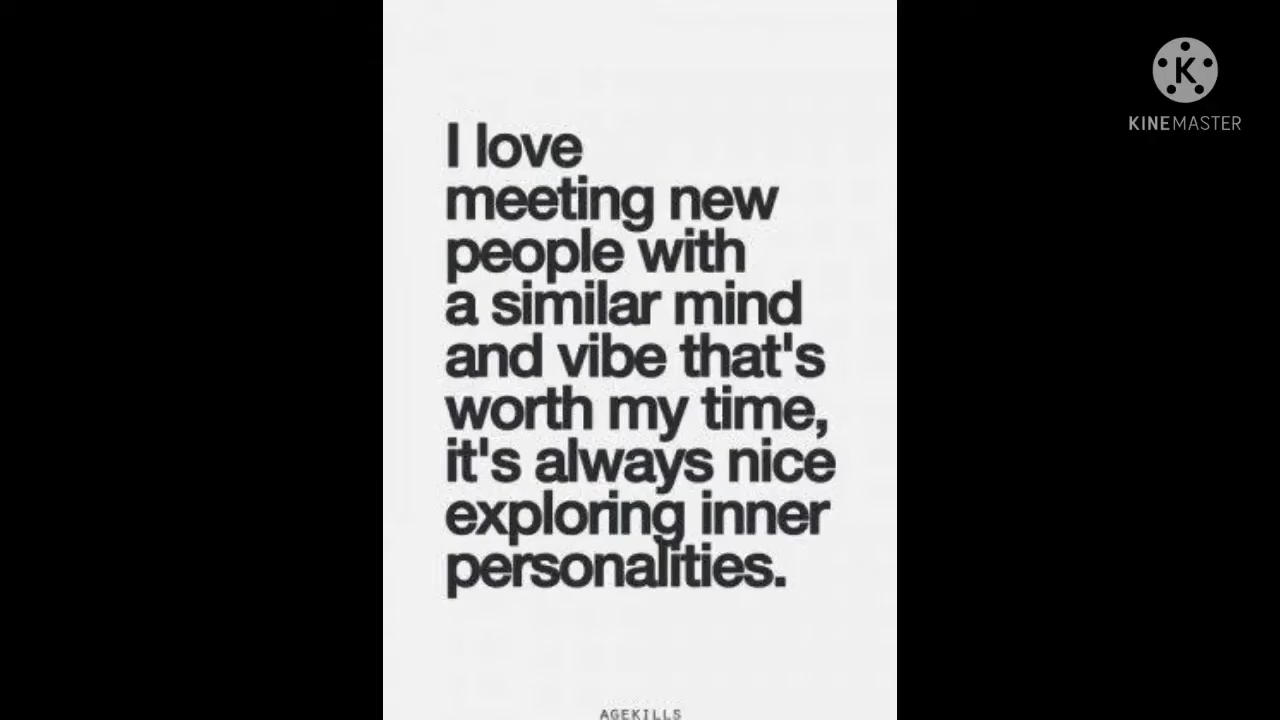 I love
meeting new
people with
a similar mind
and vibe that's
worth my time,
it's always nice
exploring inner
personalities.
AGEKILLS
K
KINEMASTER